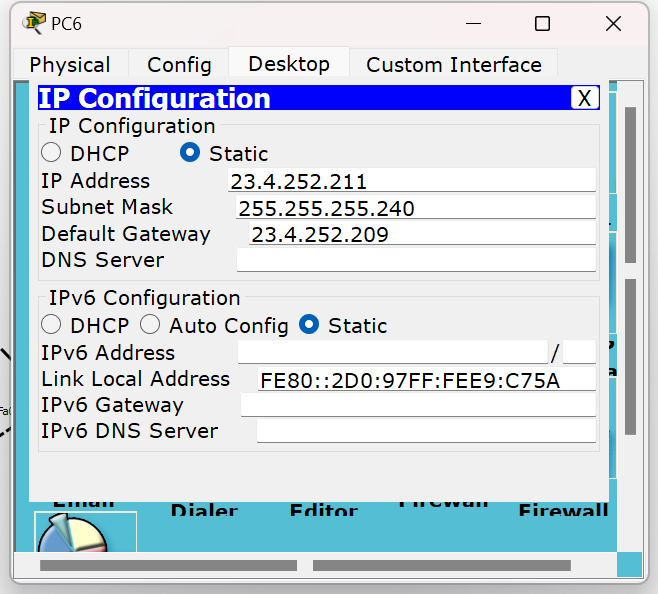 PC6
Physical Config Desktop Custom Interface
IP Configuration X
IP Configuration
DHCP Static
IP Address 23.4.252.211
Subnet Mask 255.255.255.240
Default Gateway 23.4.252.209
DNS Server
IPv6 Configuration
DHCP Auto Config Static
IPv6 Address /
Link Local Address FE80::2D0:97FF:FEE9:C75A
IPv6 Gateway
IPv6 DNS Server
Email Dialer Editor Firewall Firewall